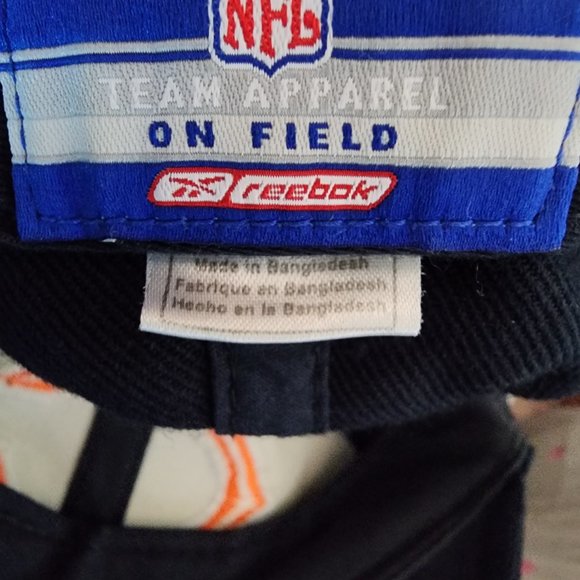 NFL
TEAM APPAREL
ON FIELD
reebok
Made in Bangladesh
Fabrique en Bangladesh
Hecho en la Bangladesh